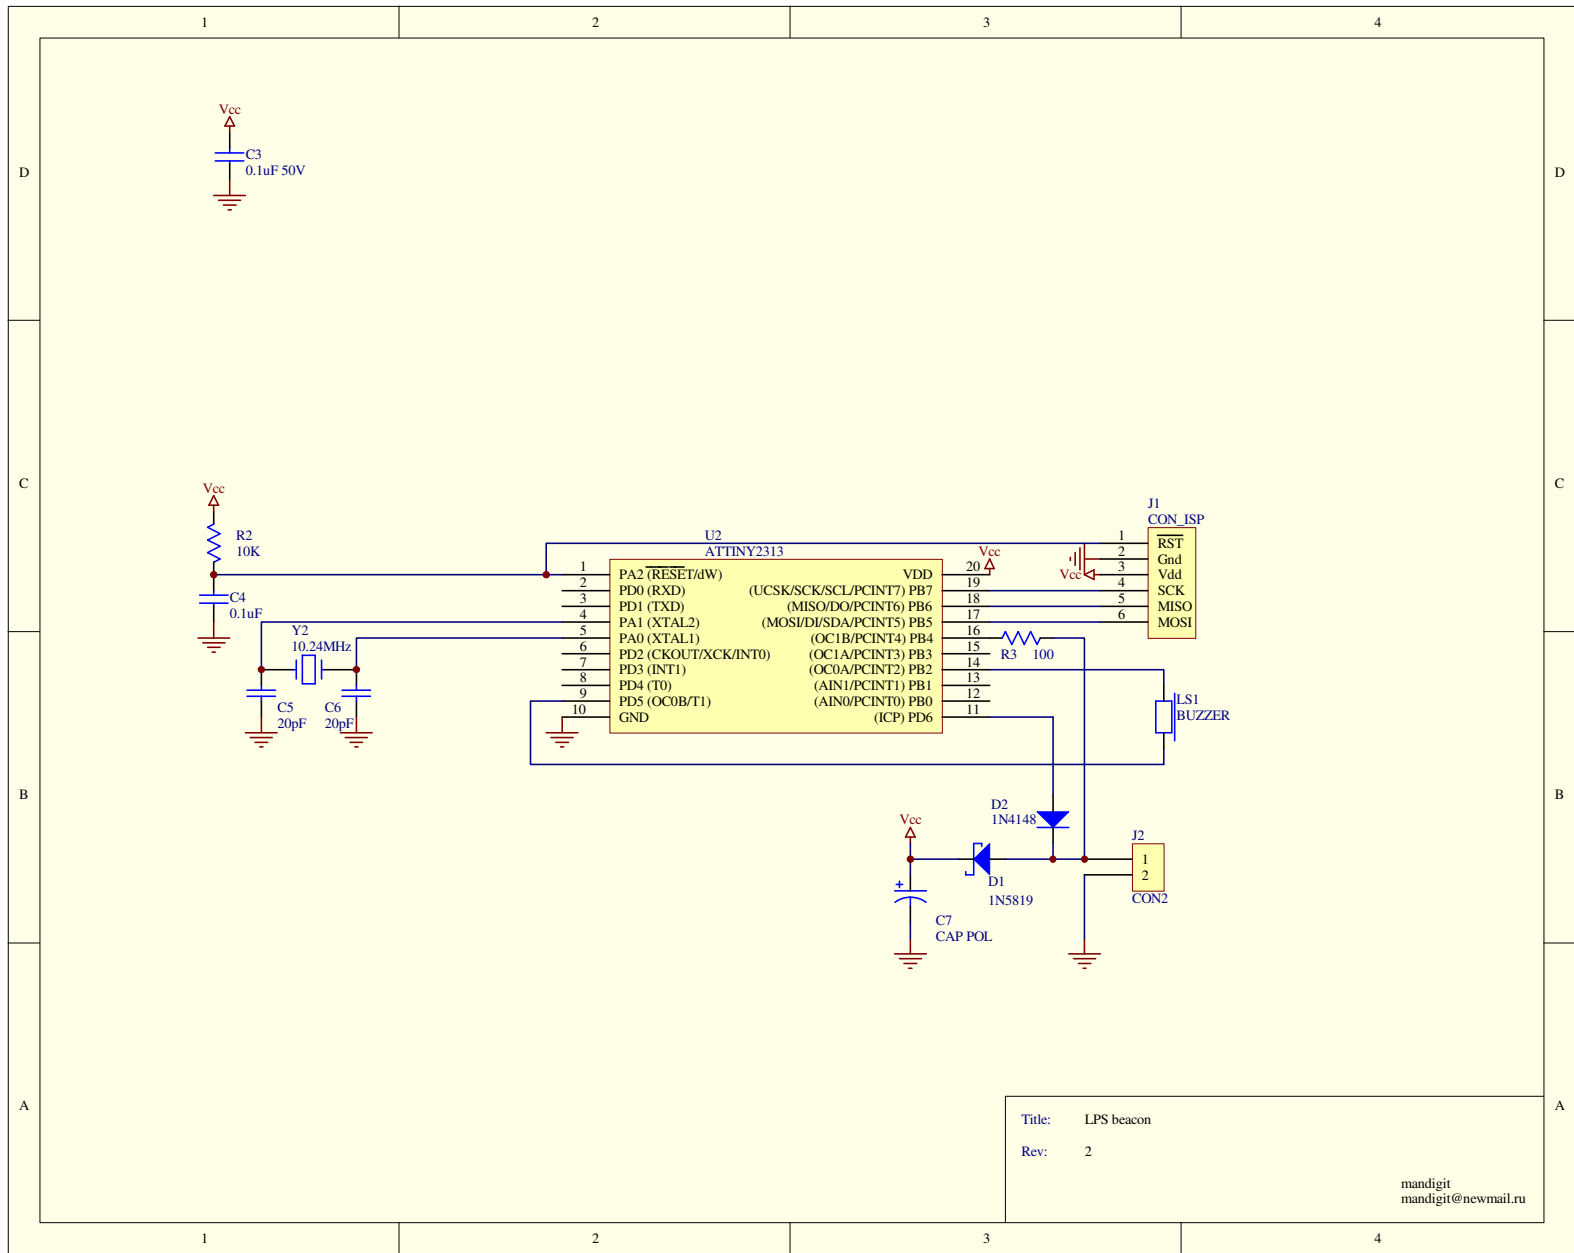 1 2 3 4
D D
Vcc
C3
0.1uF 50V
C C
Vcc
R2
10K
C4
0.1uF
Y2
10.24MHz
C5
20pF
C6
20pF
U2
ATTINY2313
1 PA2 (RESET/dW)
2 PD0 (RXD)
3 PD1 (TXD)
4 PA1 (XTAL2)
5 PA0 (XTAL1)
6 PD2 (CKOUT/XCK/INT0)
7 PD3 (INT1)
8 PD4 (T0)
9 PD5 (OC0B/T1)
10 GND
VDD 20
(UCSK/SCK/SCL/PCINT7) PB7 19
(MISO/DO/PCINT6) PB6 18
(MOSI/DI/SDA/PCINT5) PB5 17
(OC1B/PCINT4) PB4 16
(OC1A/PCINT3) PB3 15
(OC0A/PCINT2) PB2 14
(AIN1/PCINT1) PB1 13
(AIN0/PCINT0) PB0 12
(ICP) PD6 11
Vcc
Vcc
R3 100
J1
CON_ISP
1 RST
2 Gnd
3 Vdd
4 SCK
5 MISO
6 MOSI
LS1
BUZZER
B B
D2
1N4148
Vcc
D1
1N5819
+
C7
CAP POL
J2
1
2
CON2
A A
Title: LPS beacon
Rev: 2
mandigit
mandigit@newmail.ru
1 2 3 4